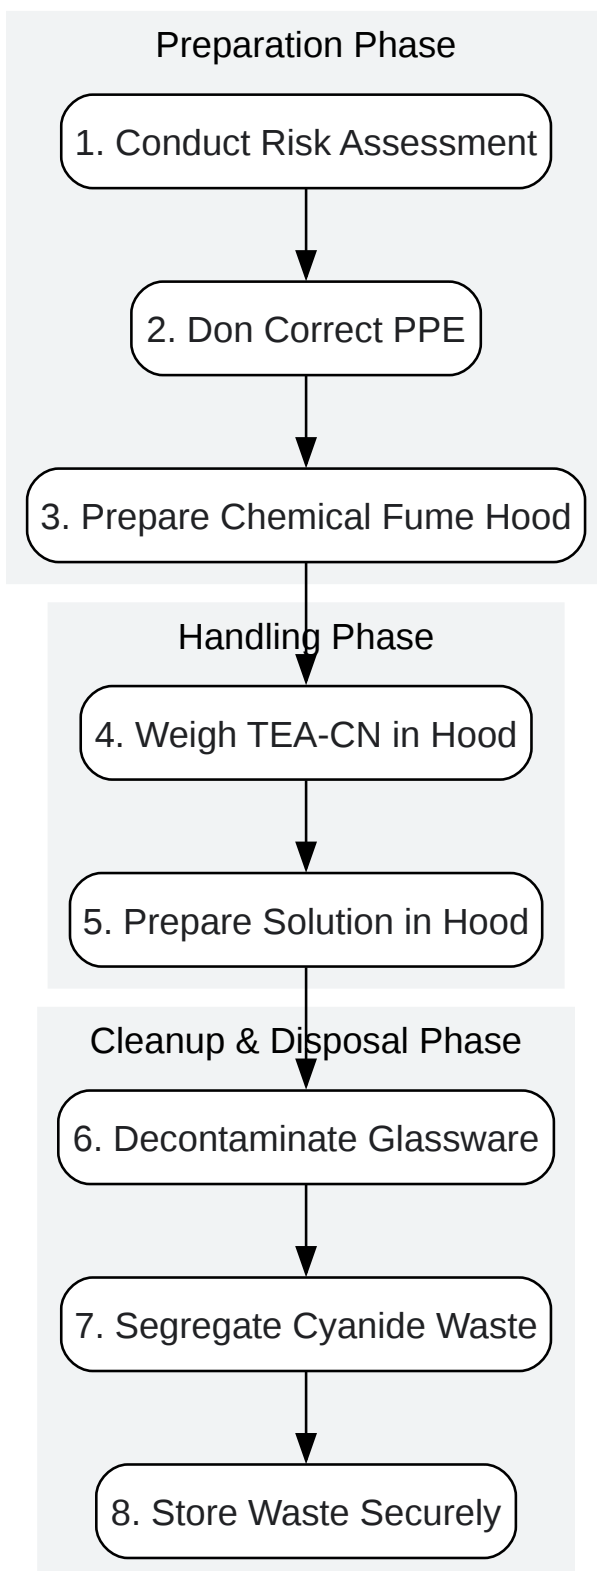 Preparation Phase
1. Conduct Risk Assessment
2. Don Correct PPE
3. Prepare Chemical Fume Hood
Handling Phase
4. Weigh TEA-CN in Hood
5. Prepare Solution in Hood
Cleanup & Disposal Phase
6. Decontaminate Glassware
7. Segregate Cyanide Waste
8. Store Waste Securely